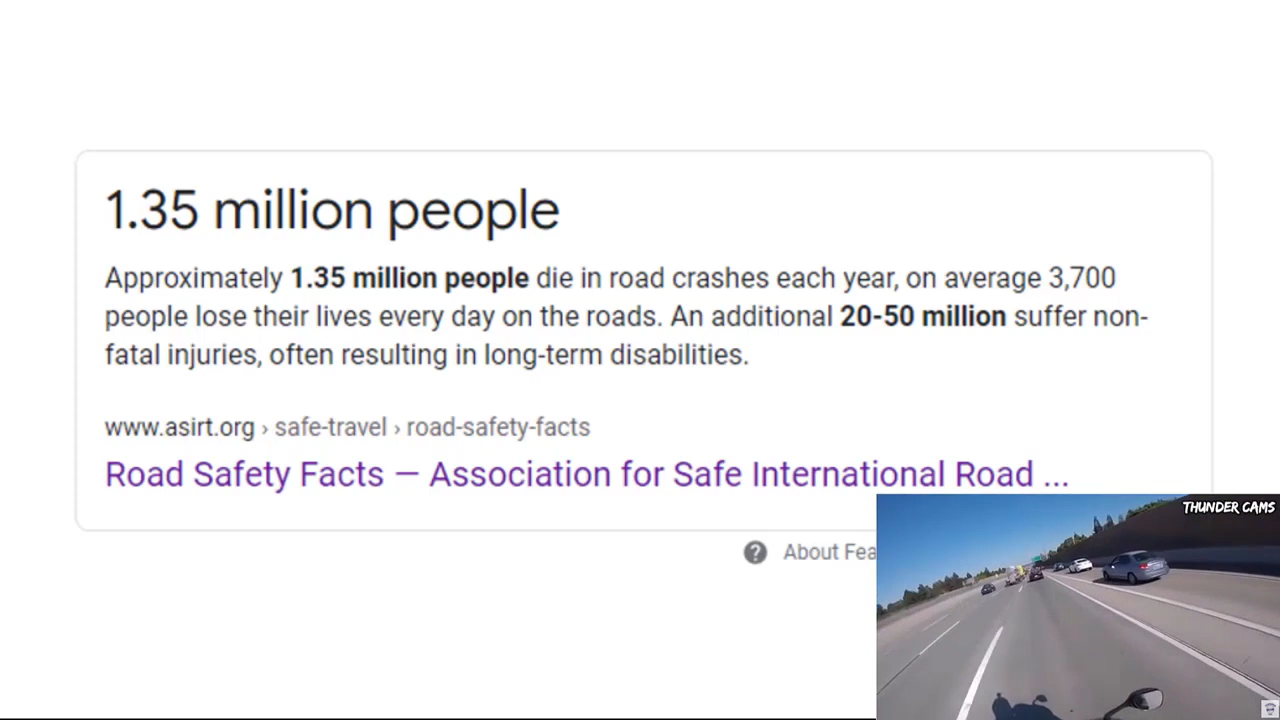 1.35 million people
Approximately 1.35 million people die in road crashes each year, on average 3,700
people lose their lives every day on the roads. An additional 20-50 million suffer non-
fatal injuries, often resulting in long-term disabilities.
www.asirt.org › safe-travel › road-safety-facts
Road Safety Facts — Association for Safe International Road ...
THUNDER CAMS
? About Fea